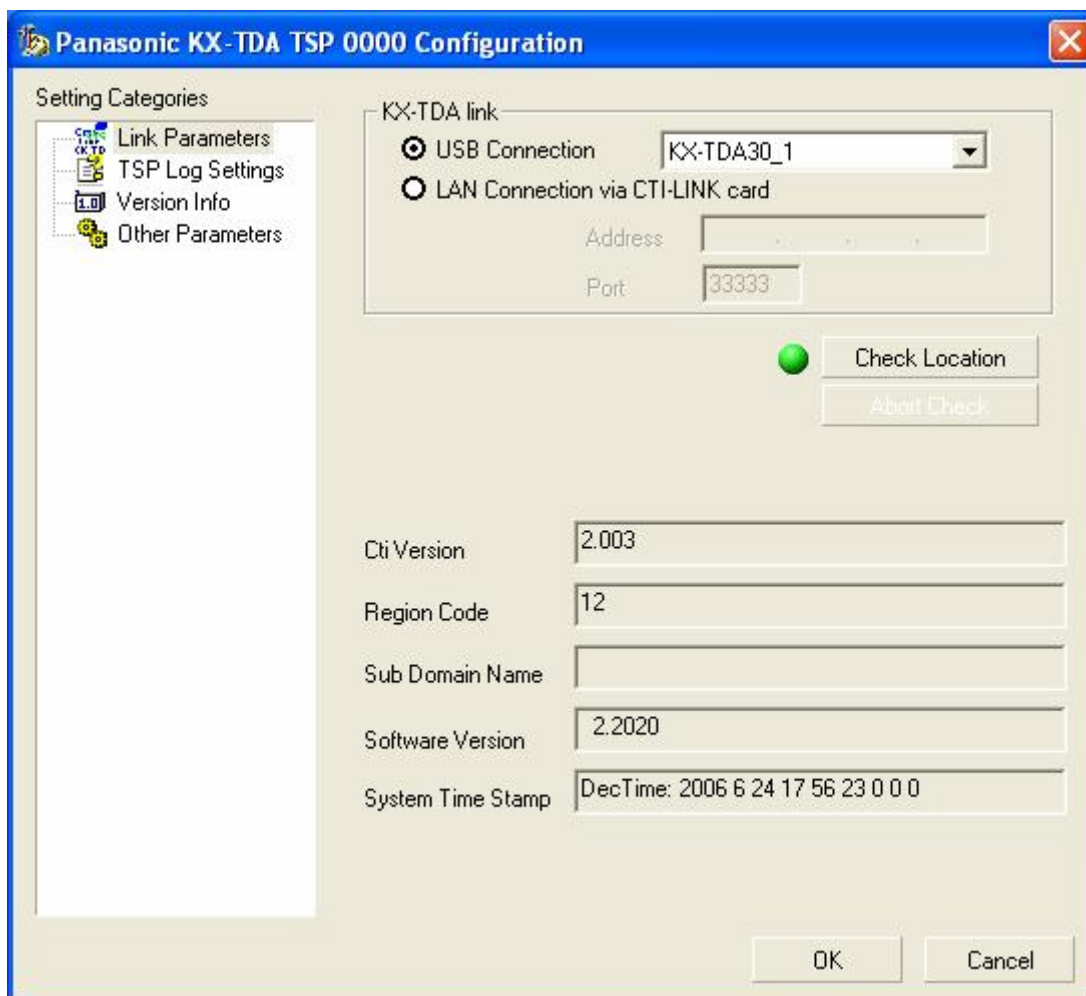 Panasonic KX-TDA TSP 0000 Configuration
Setting Categories
Link Parameters
TSP Log Settings
Version Info
Other Parameters
KX-TDA link
USB Connection KX-TDA30_1
LAN Connection via CTI-LINK card
Address . . .
Port 33333
Check Location
Abort Check
Cti Version 2.003
Region Code 12
Sub Domain Name
Software Version 2.2020
System Time Stamp DecTime: 2006 6 24 17 56 23 0 0 0
OK Cancel